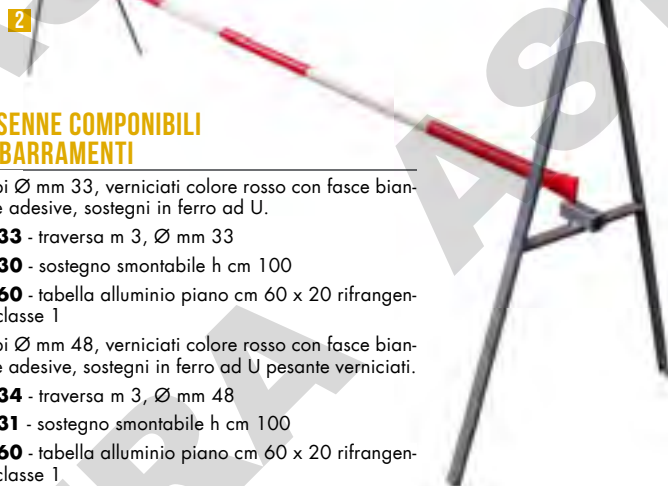 2
SENNE COMPONIBILI
BARRAMENTI
bi Ø mm 33, verniciati colore rosso con fasce bian-
e adesive, sostegni in ferro ad U.
33 - traversa m 3, Ø mm 33
30 - sostegno smontabile h cm 100
60 - tabella alluminio piano cm 60 x 20 rifrangen-
classe 1
bi Ø mm 48, verniciati colore rosso con fasce bian-
e adesive, sostegni in ferro ad U pesante verniciati.
34 - traversa m 3, Ø mm 48
31 - sostegno smontabile h cm 100
60 - tabella alluminio piano cm 60 x 20 rifrangen-
classe 1